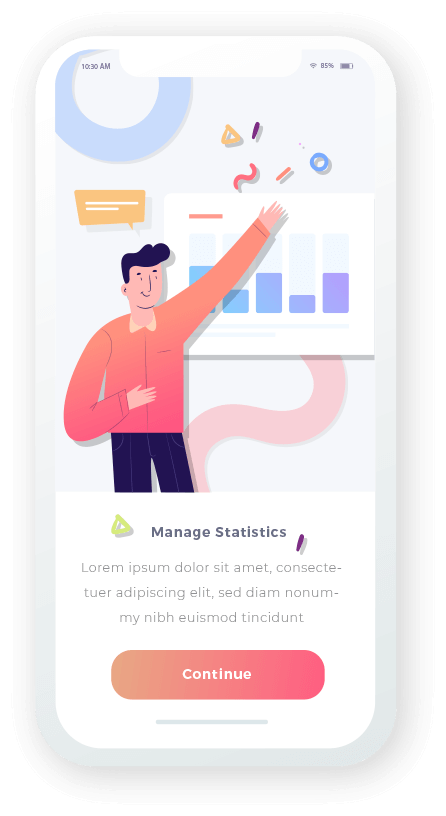 10:30 AM 85%
Manage Statistics
Lorem ipsum dolor sit amet, consecte-
tuer adipiscing elit, sed diam nonum-
my nibh euismod tincidunt
Continue